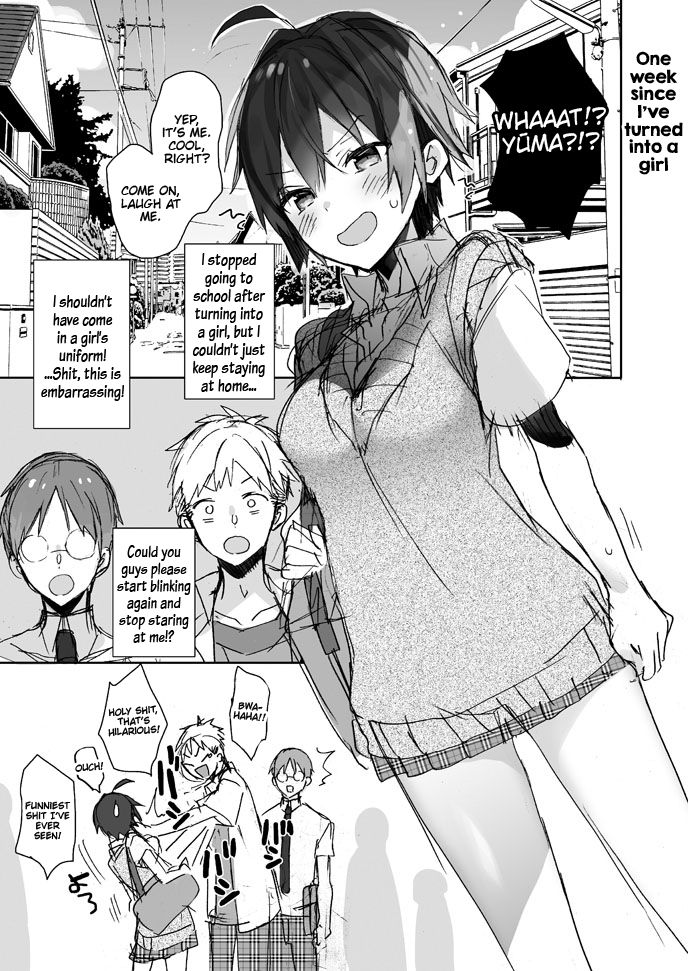 One
week
since
I've
turned
into a
girl
WHAAAT!?
YŪMA?!?
YEP,
IT'S ME.
COOL,
RIGHT?
COME ON,
LAUGH AT
ME.
I stopped
going to
school after
turning into
a girl, but I
couldn't just
keep staying
at home...
I shouldn't
have come
in a girl's
uniform!
...Shit, this is
embarrassing!
Could you
guys please
start blinking
again and
stop staring
at me!?
BWA-
HAHA!!
HOLY SHIT,
THAT'S
HILARIOUS!
OUCH!
FUNNIEST
SHIT I'VE
EVER
SEEN!